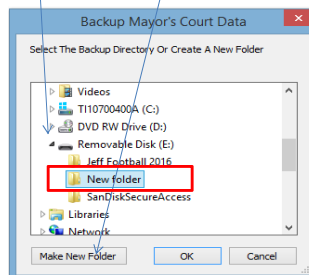 Backup Mayor's Court Data
Select The Backup Directory Or Create A New Folder
Videos
TI10700400A (C:)
DVD RW Drive (D:)
Removable Disk (E:)
Jeff Football 2016
New folder
SanDiskSecureAccess
Libraries
Network
Make New Folder
OK
Cancel